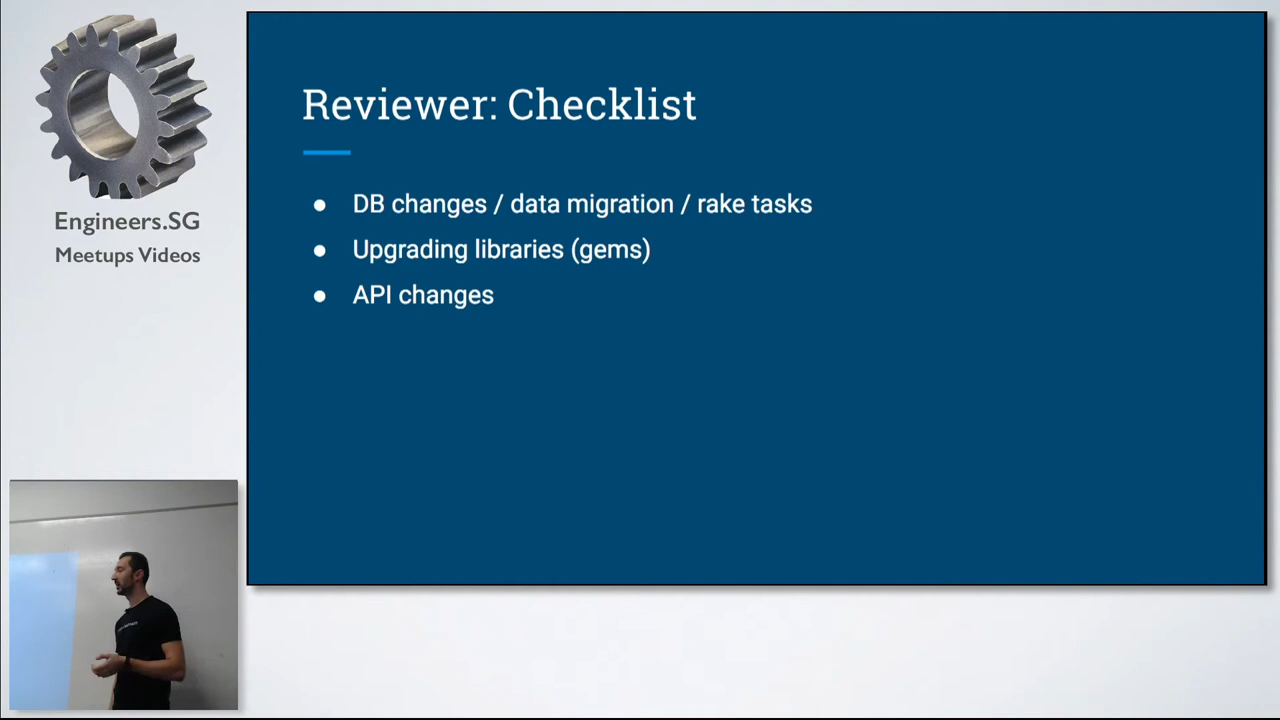 Engineers.SG
Meetups Videos
Reviewer: Checklist
● DB changes / data migration / rake tasks
● Upgrading libraries (gems)
● API changes